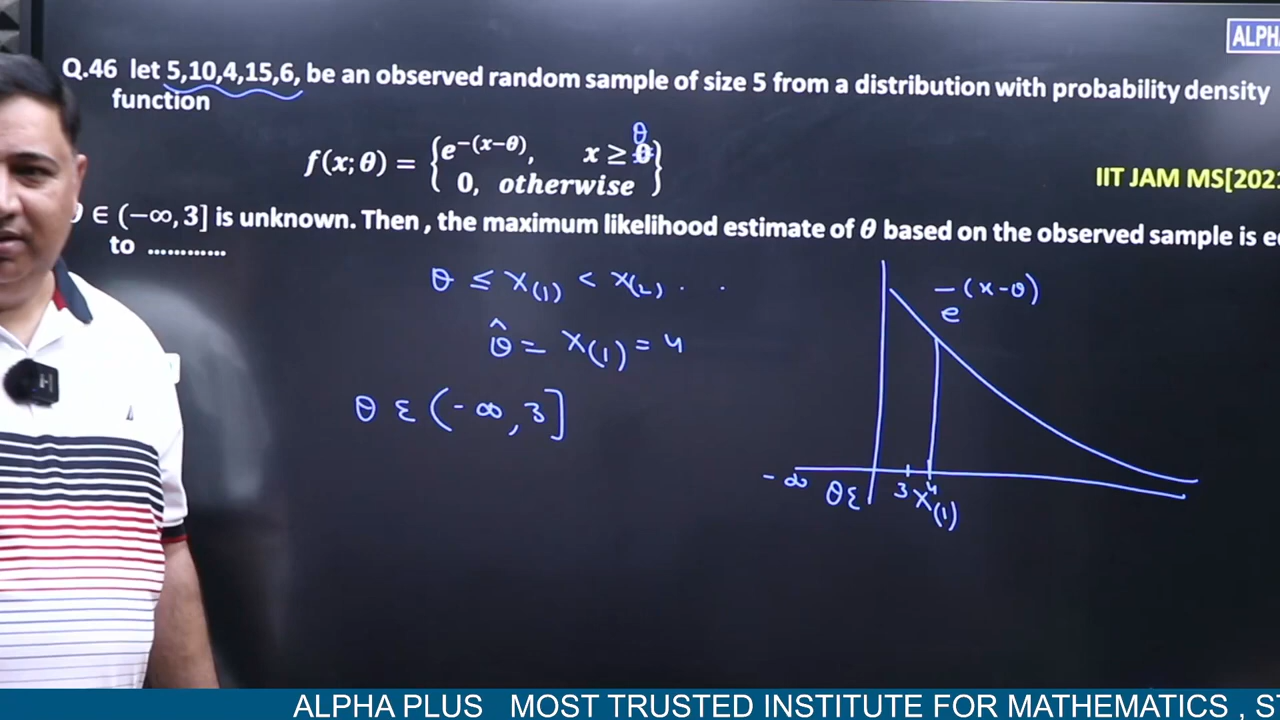 ALPH
Q.46 let 5,10,4,15,6, be an observed random sample of size 5 from a distribution with probability density
function
θ
f(x;θ) = {e^-(x-θ), x ≥ θ}
{0, otherwise}
IIT JAM MS[202
∈ (-∞, 3] is unknown. Then , the maximum likelihood estimate of θ based on the observed sample is e
to ............
θ ≤ X(1) < X(2) . .
e^-(x-θ)
θ̂ = X(1) = 4
θ ε (-∞, 3]
-∞ θε 3 4
X(1)
ALPHA PLUS MOST TRUSTED INSTITUTE FOR MATHEMATICS , S